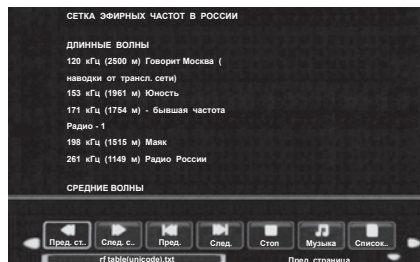 СЕТКА ЭФИРНЫХ ЧАСТОТ В РОССИИ
ДЛИННЫЕ ВОЛНЫ
120 кГц (2500 м) Говорит Москва (
наводки от трансл. сети)
153 кГц (1961 м) Юность
171 кГц (1754 м) - бывшая частота
Радио - 1
198 кГц (1515 м) Маяк
261 кГц (1149 м) Радио России
СРЕДНИЕ ВОЛНЫ
Пред. ст.. След. с.. Пред. След. Стоп Музыка Список..
rf table(unicode).txt Пред. страница